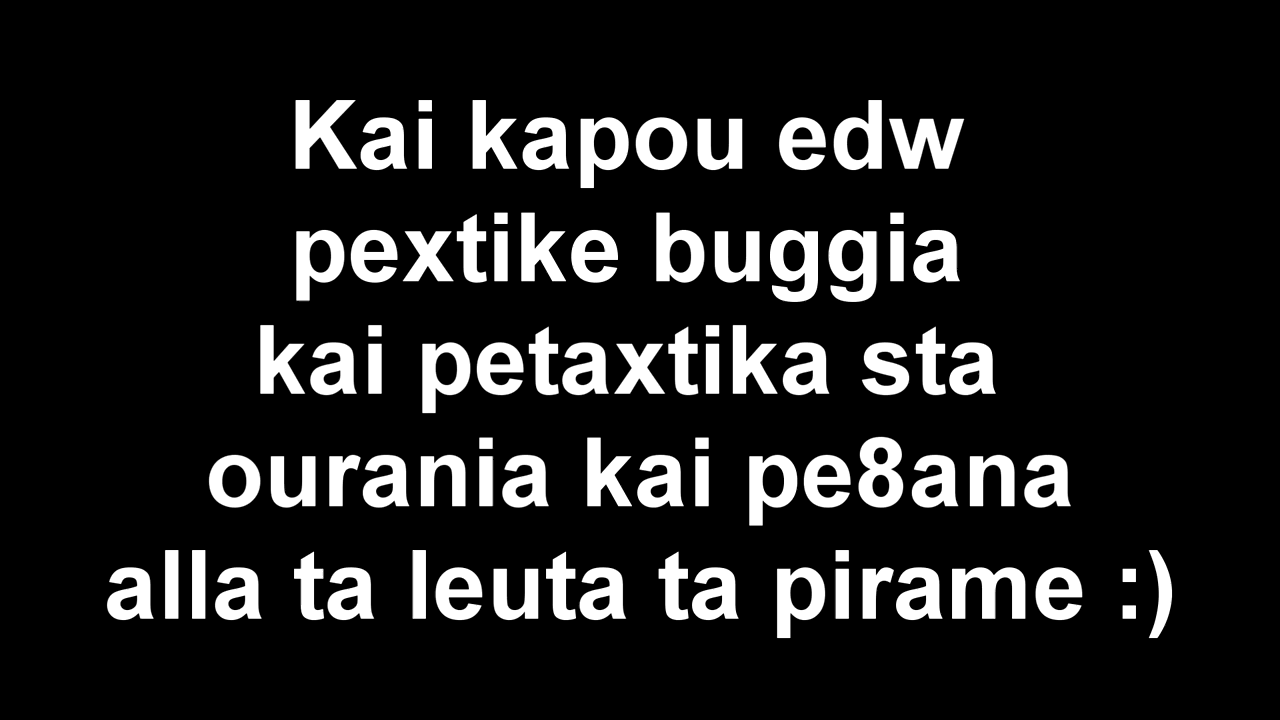 Kai kapou edw
pextike buggia
kai petaxtika sta
ourania kai pe8ana
alla ta leuta ta pirame :)